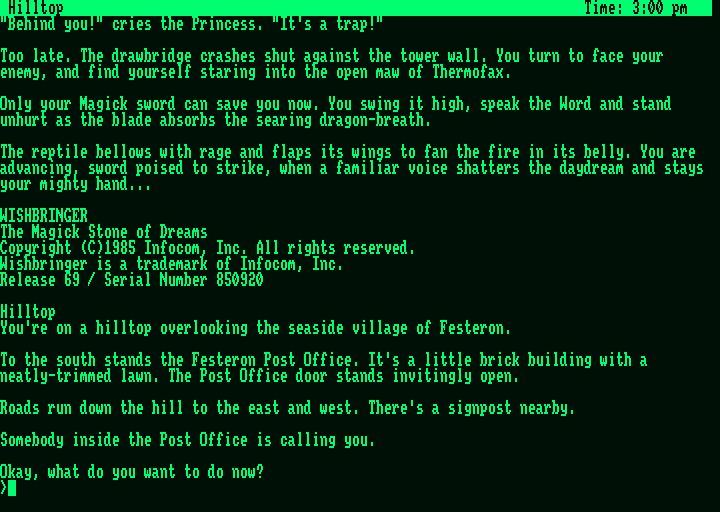 Hilltop Time: 3:00 pm
"Behind you!" cries the Princess. "It's a trap!"
Too late. The drawbridge crashes shut against the tower wall. You turn to face your
enemy, and find yourself staring into the open maw of Thermofax.
Only your Magick sword can save you now. You swing it high, speak the Word and stand
unhurt as the blade absorbs the searing dragon-breath.
The reptile bellows with rage and flaps its wings to fan the fire in its belly. You are
advancing, sword poised to strike, when a familiar voice shatters the daydream and stays
your mighty hand...
WISHBRINGER
The Magick Stone of Dreams
Copyright (C)1985 Infocom, Inc. All rights reserved.
Wishbringer is a trademark of Infocom, Inc.
Release 69 / Serial Number 850920
Hilltop
You're on a hilltop overlooking the seaside village of Festeron.
To the south stands the Festeron Post Office. It's a little brick building with a
neatly-trimmed lawn. The Post Office door stands invitingly open.
Roads run down the hill to the east and west. There's a signpost nearby.
Somebody inside the Post Office is calling you.
Okay, what do you want to do now?
>